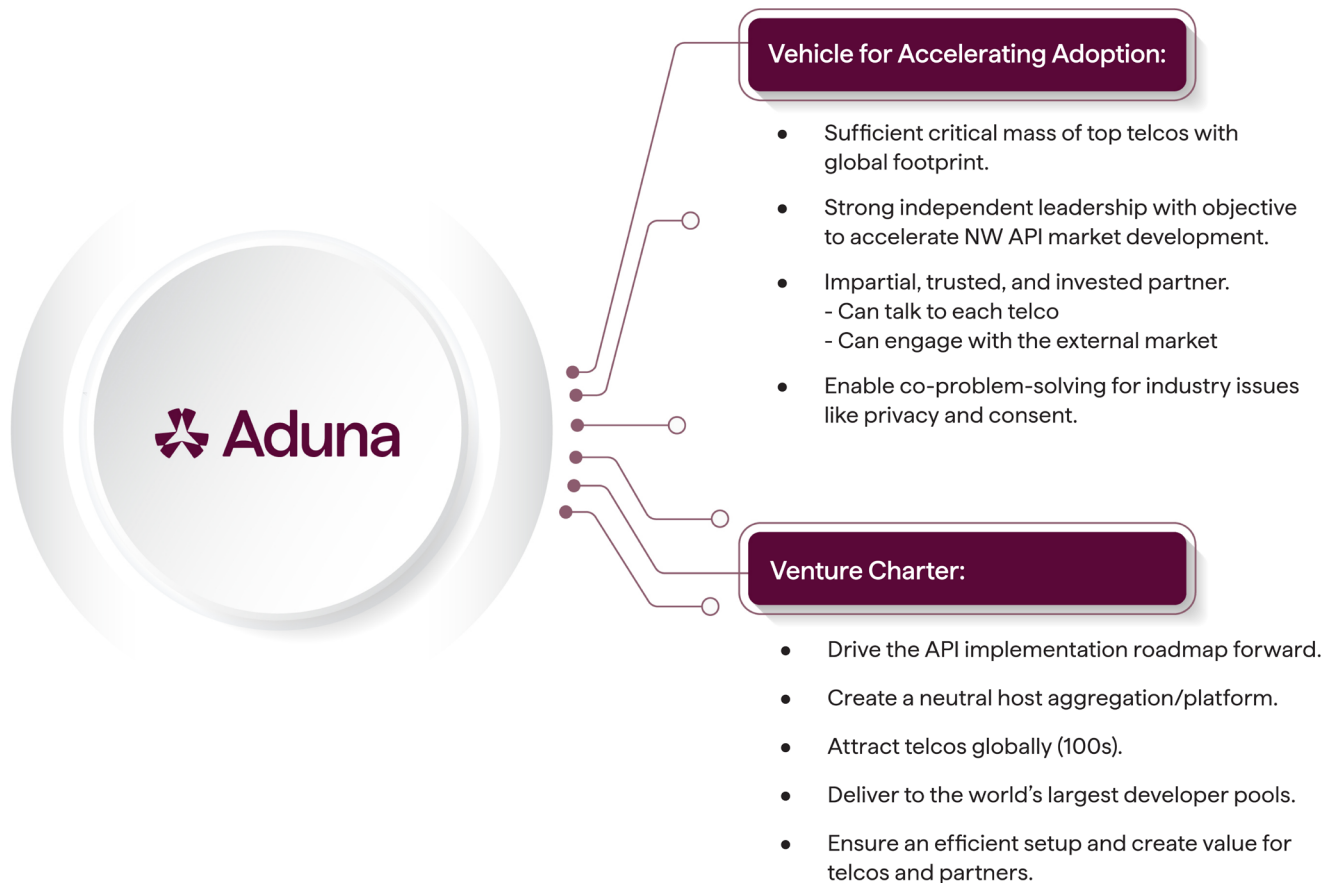 Aduna
Vehicle for Accelerating Adoption:
● Sufficient critical mass of top telcos with
global footprint.
● Strong independent leadership with objective
to accelerate NW API market development.
● Impartial, trusted, and invested partner.
- Can talk to each telco
- Can engage with the external market
● Enable co-problem-solving for industry issues
like privacy and consent.
Venture Charter:
● Drive the API implementation roadmap forward.
● Create a neutral host aggregation/platform.
● Attract telcos globally (100s).
● Deliver to the world’s largest developer pools.
● Ensure an efficient setup and create value for
telcos and partners.